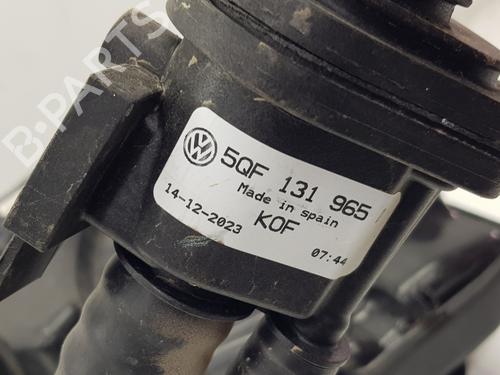 B-PARTS
5QF 131 965
Made in spain
14-12-2023 KOF
07:44